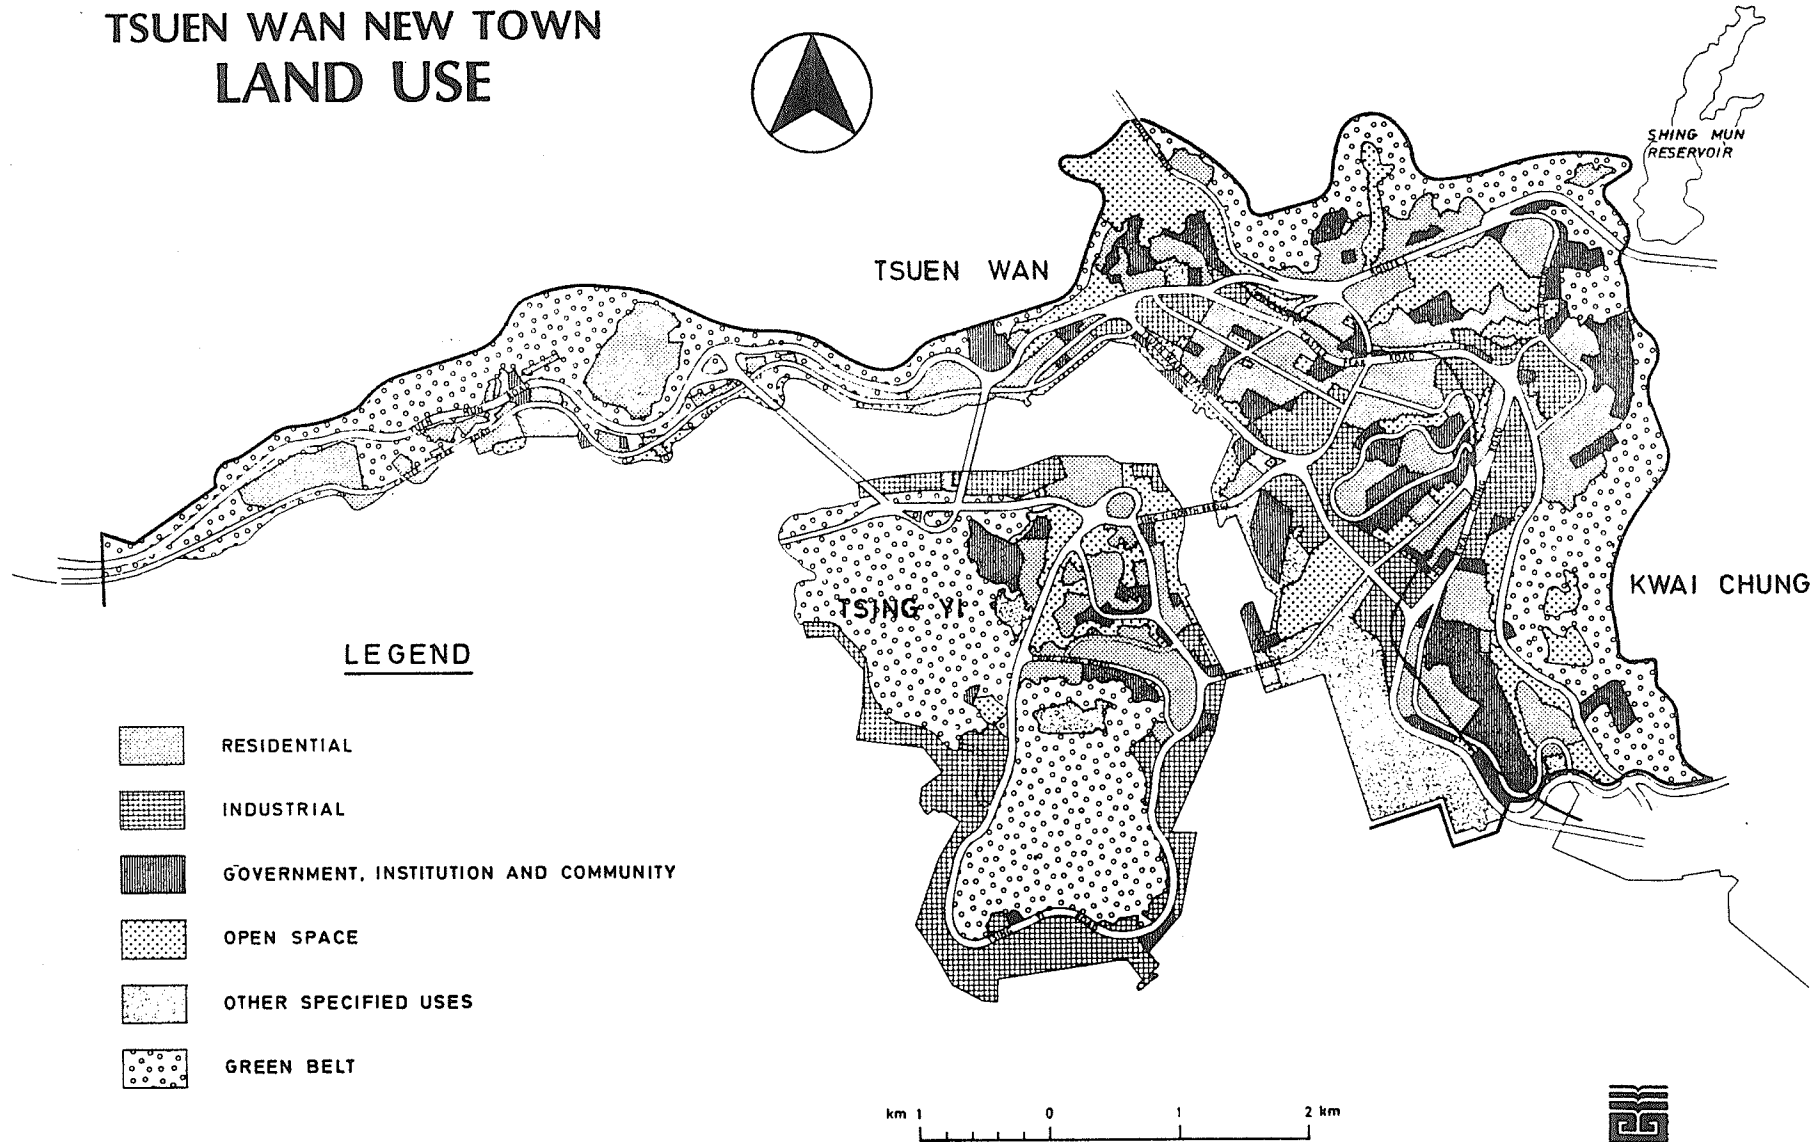 TSUEN WAN NEW TOWN
LAND USE
SHING MUN
RESERVOIR
TSUEN WAN
TSING YI
KWAI CHUNG
LEGEND
RESIDENTIAL
INDUSTRIAL
GOVERNMENT, INSTITUTION AND COMMUNITY
OPEN SPACE
OTHER SPECIFIED USES
GREEN BELT
km 1 0 1 2 km